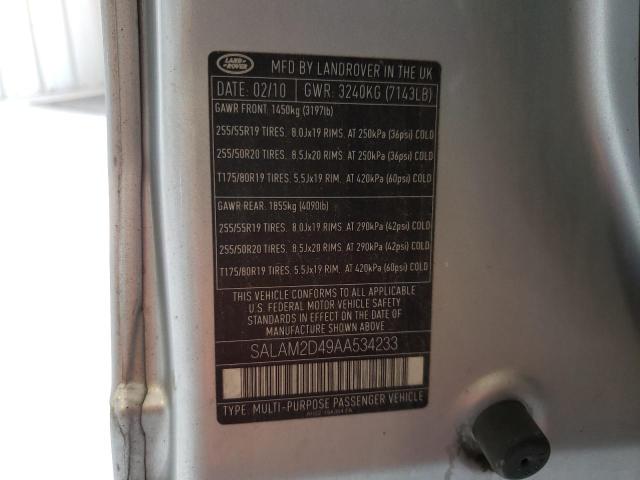 LAND
ROVER
MFD BY LANDROVER IN THE UK
DATE: 02/10 GWR: 3240KG (7143LB)
GAWR FRONT: 1450kg (3197lb)
255/55R19 TIRES. 8.0Jx19 RIMS. AT 250kPa (36psi) COLD
255/50R20 TIRES. 8.5Jx20 RIMS. AT 250kPa (36psi) COLD
T175/80R19 TIRES. 5.5Jx19 RIM. AT 420kPa (60psi) COLD
GAWR REAR: 1855kg (4090lb)
255/55R19 TIRES. 8.0Jx19 RIMS. AT 290kPa (42psi) COLD
255/50R20 TIRES. 8.5Jx20 RIMS. AT 290kPa (42psi) COLD
T175/80R19 TIRES. 5.5Jx19 RIM. AT 420kPa (60psi) COLD
THIS VEHICLE CONFORMS TO ALL APPLICABLE
U.S. FEDERAL MOTOR VEHICLE SAFETY
STANDARDS IN EFFECT ON THE DATE OF
MANUFACTURE SHOWN ABOVE.
SALAM2D49AA534233
TYPE: MULTI-PURPOSE PASSENGER VEHICLE